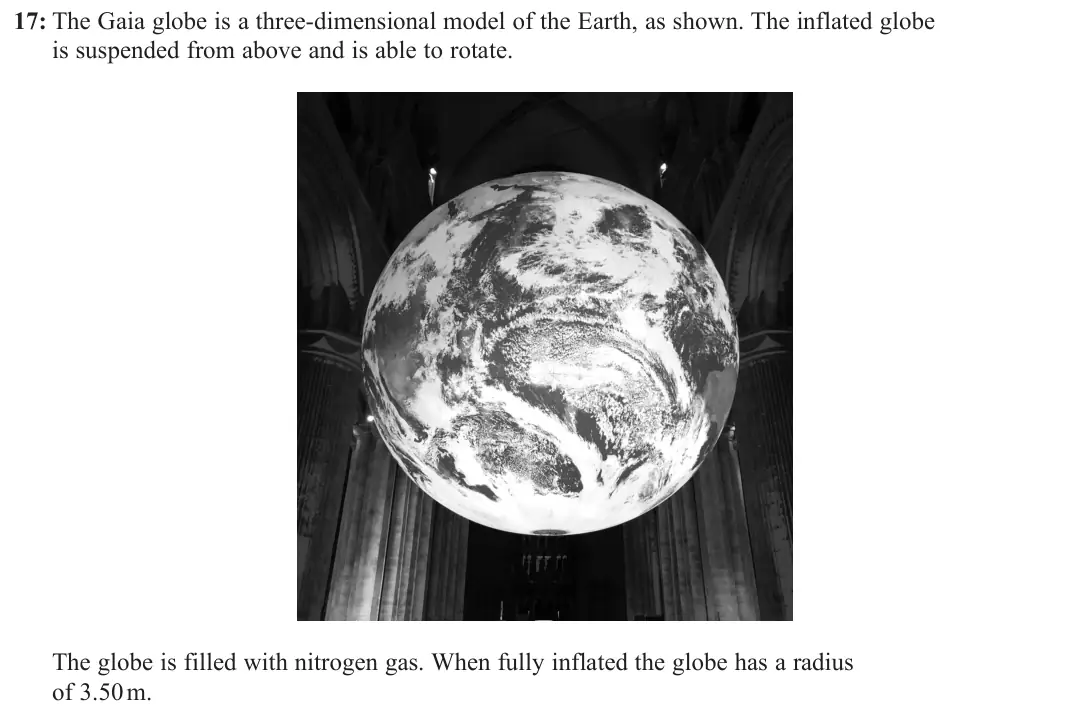 17: The Gaia globe is a three-dimensional model of the Earth, as shown. The inflated globe
is suspended from above and is able to rotate.
The globe is filled with nitrogen gas. When fully inflated the globe has a radius
of 3.50 m.